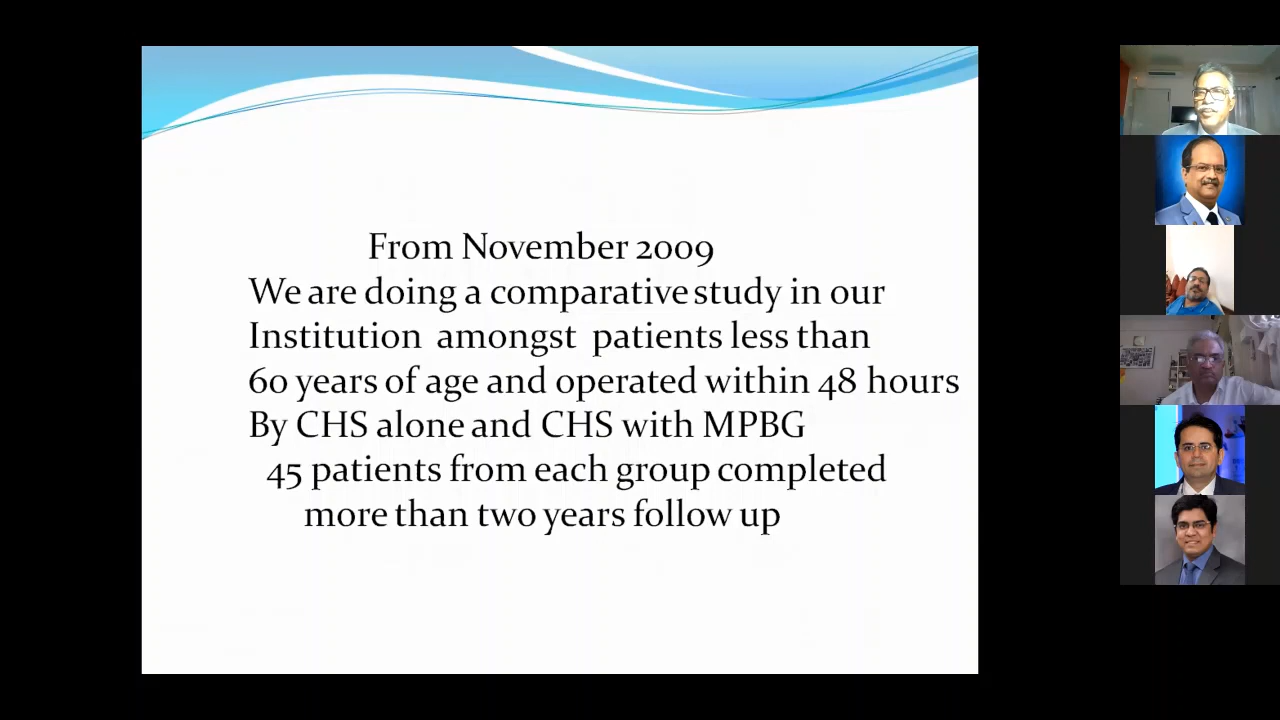 From November 2009
We are doing a comparative study in our
Institution amongst patients less than
60 years of age and operated within 48 hours
By CHS alone and CHS with MPBG
45 patients from each group completed
more than two years follow up